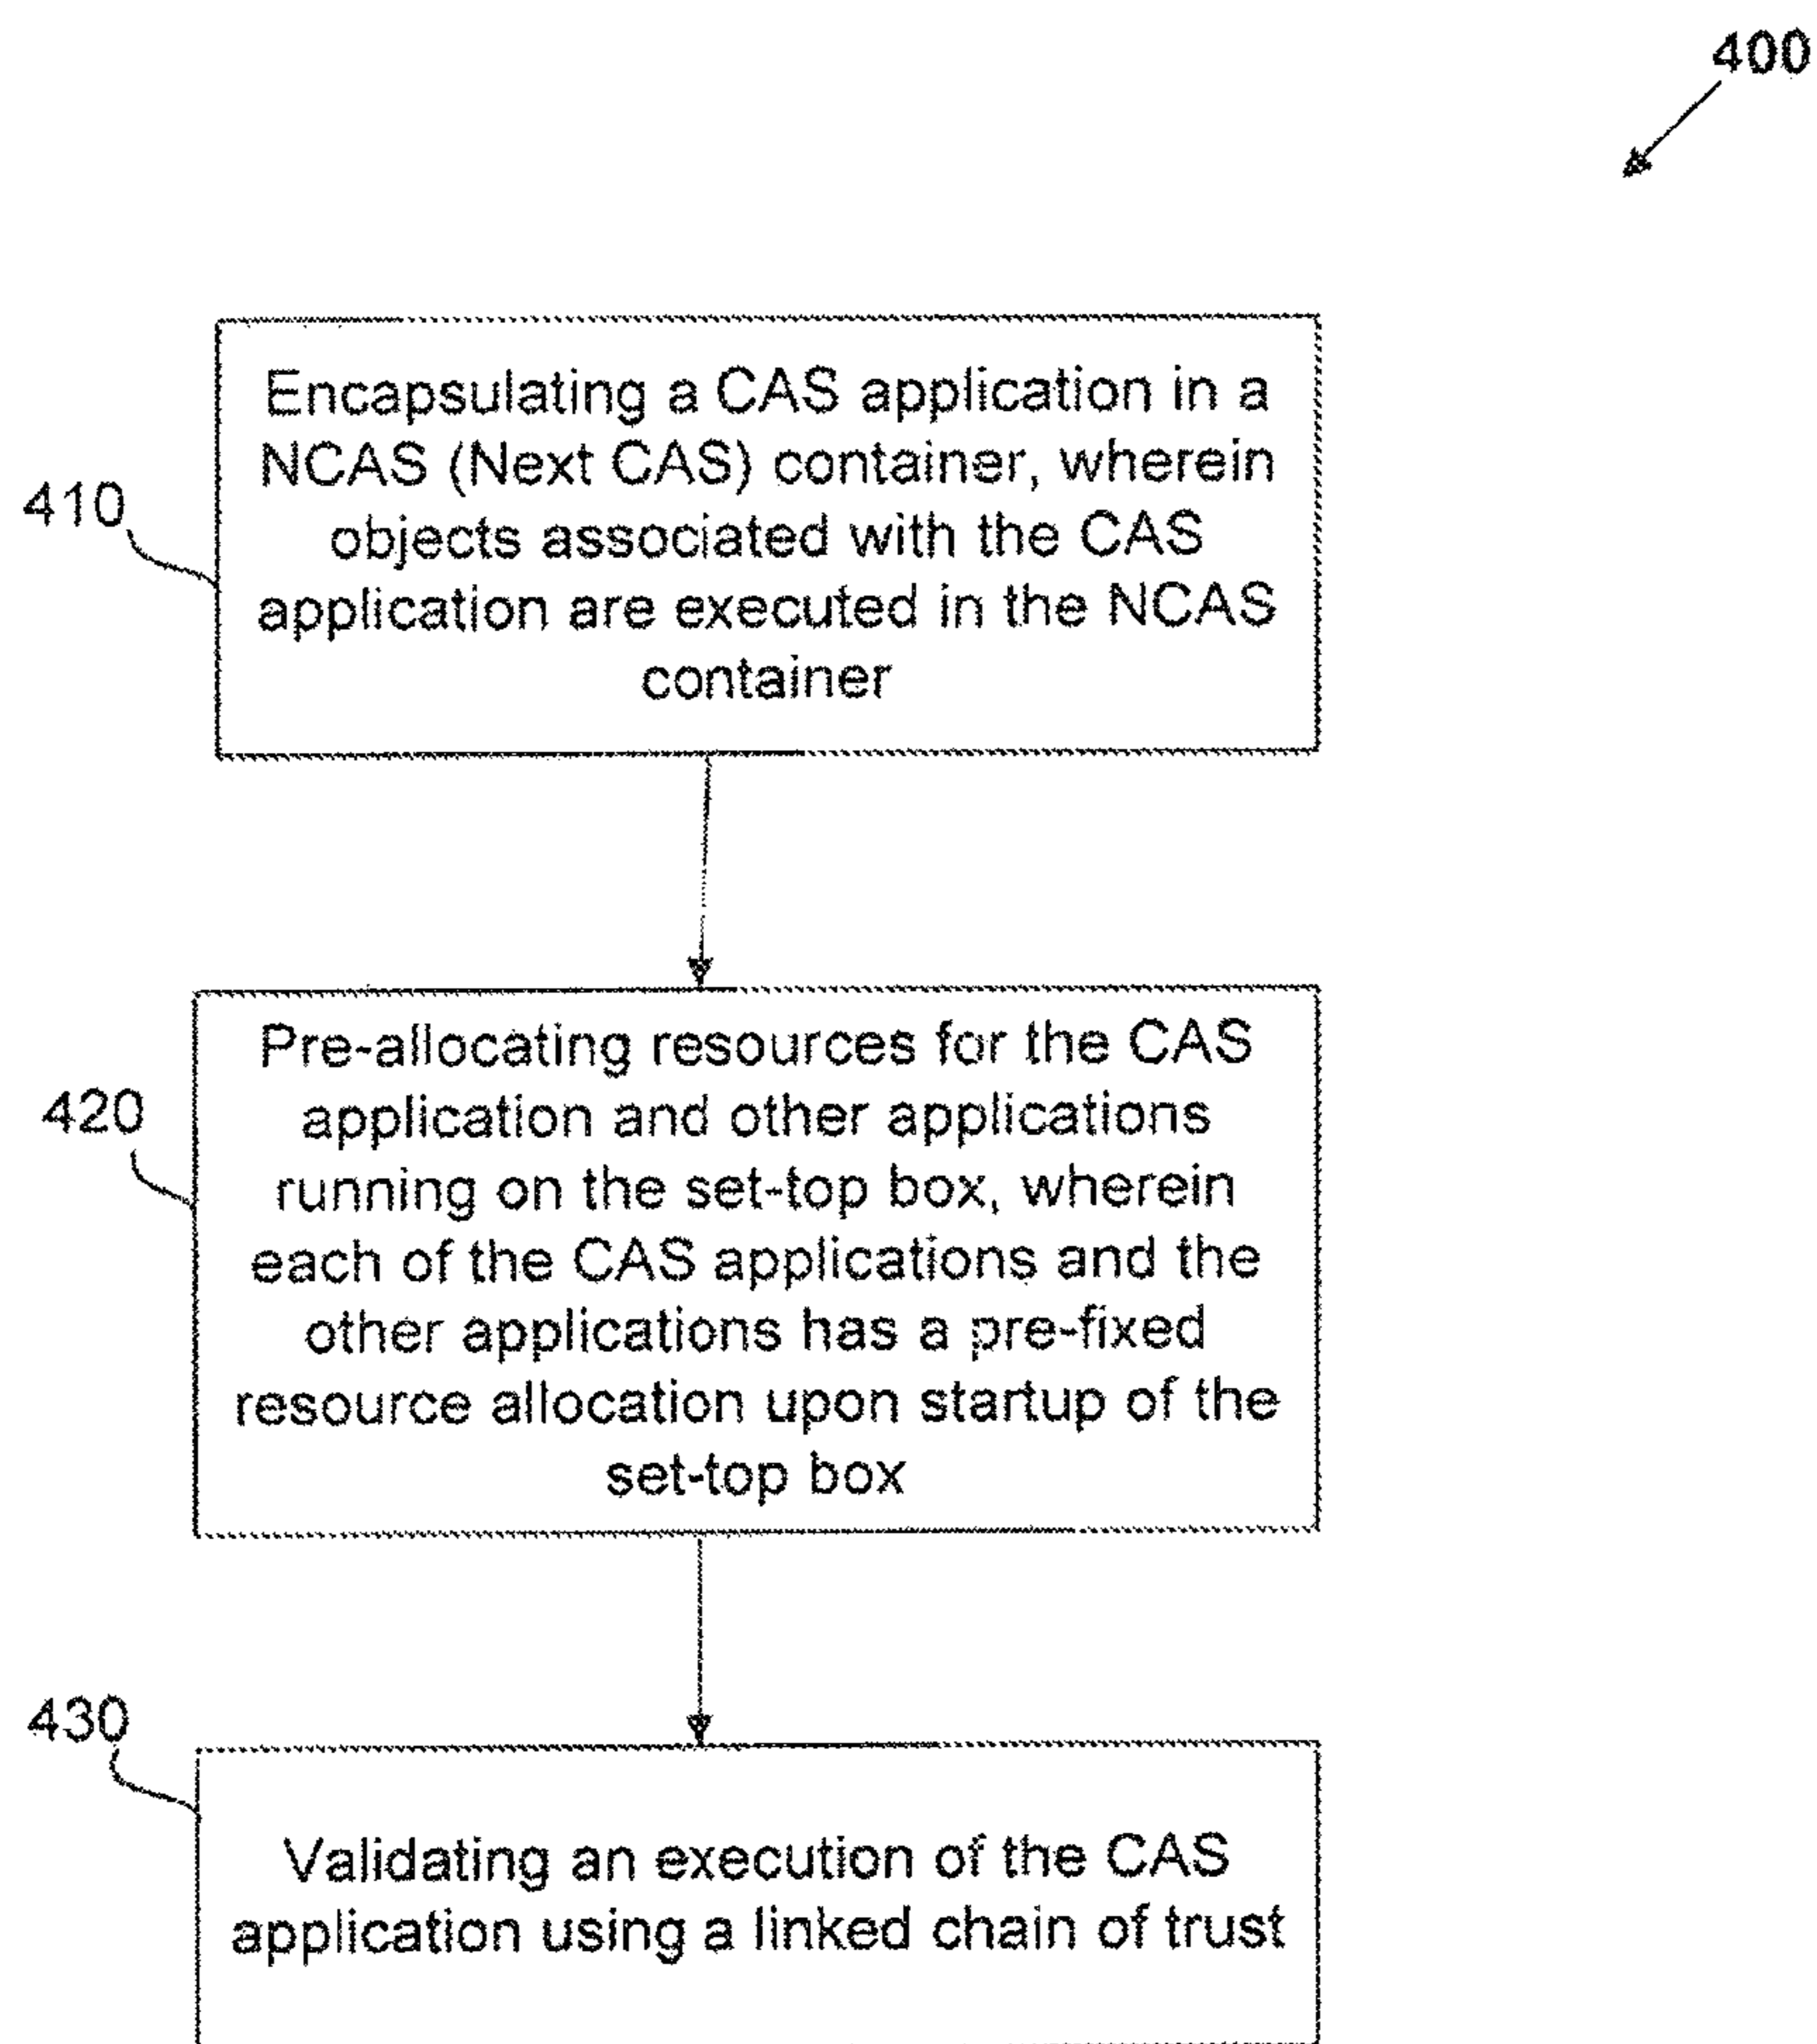 400
410
Encapsulating a CAS application in a
NCAS (Next CAS) container, wherein
objects associated with the CAS
application are executed in the NCAS
container
420
Pre-allocating resources for the CAS
application and other applications
running on the set-top box, wherein
each of the CAS applications and the
other applications has a pre-fixed
resource allocation upon startup of the
set-top box
430
Validating an execution of the CAS
application using a linked chain of trust